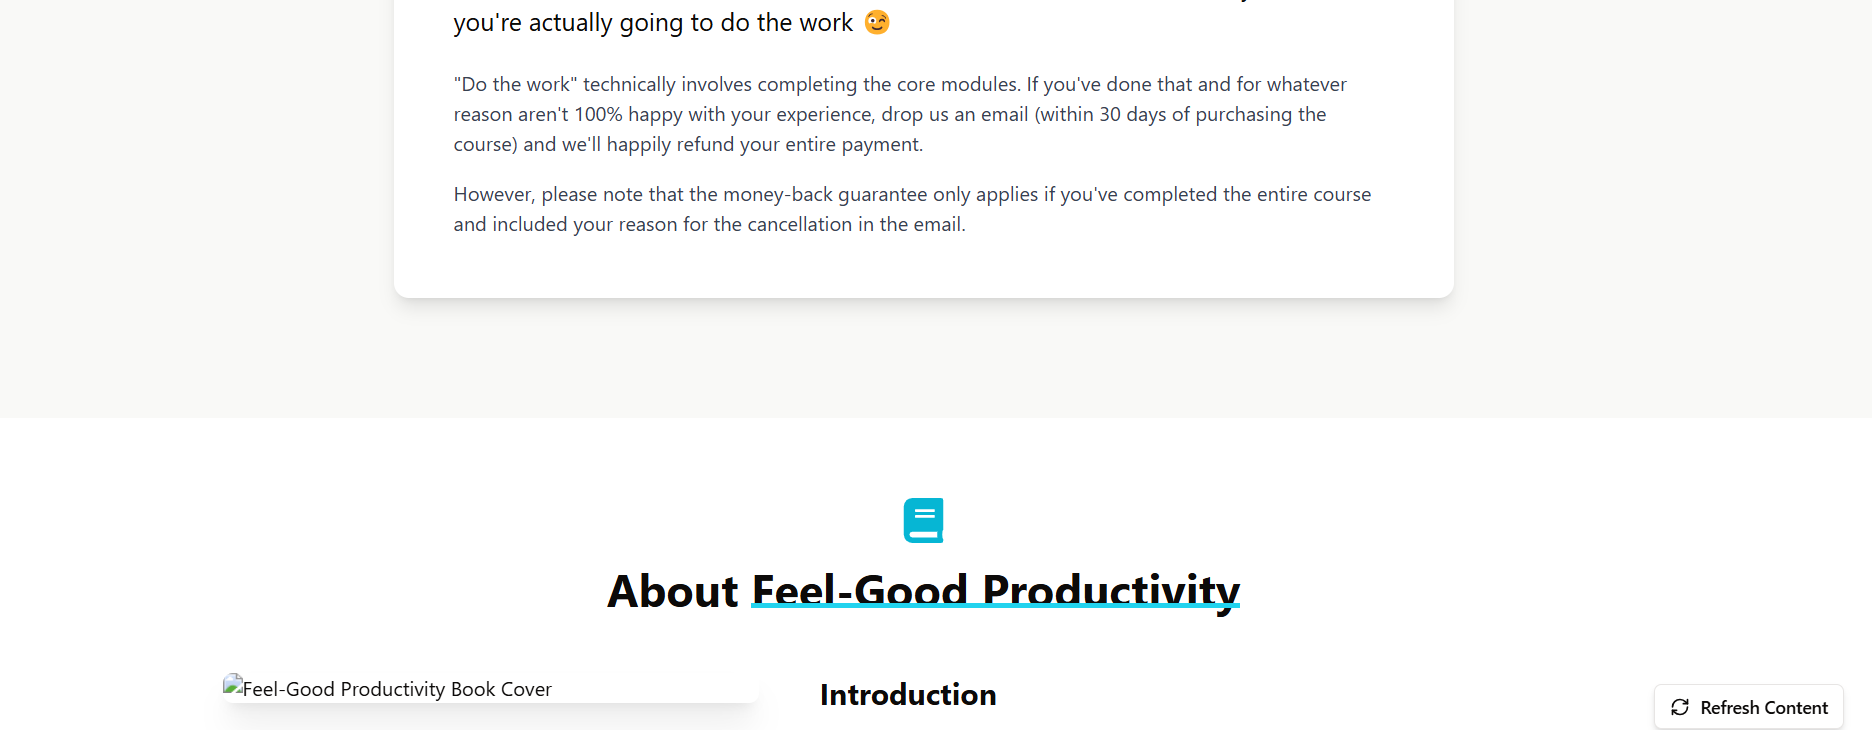 you're actually going to do the work 😉
"Do the work" technically involves completing the core modules. If you've done that and for whatever
reason aren't 100% happy with your experience, drop us an email (within 30 days of purchasing the
course) and we'll happily refund your entire payment.
However, please note that the money-back guarantee only applies if you've completed the entire course
and included your reason for the cancellation in the email.
About Feel-Good Productivity
Feel-Good Productivity Book Cover
Introduction
Refresh Content